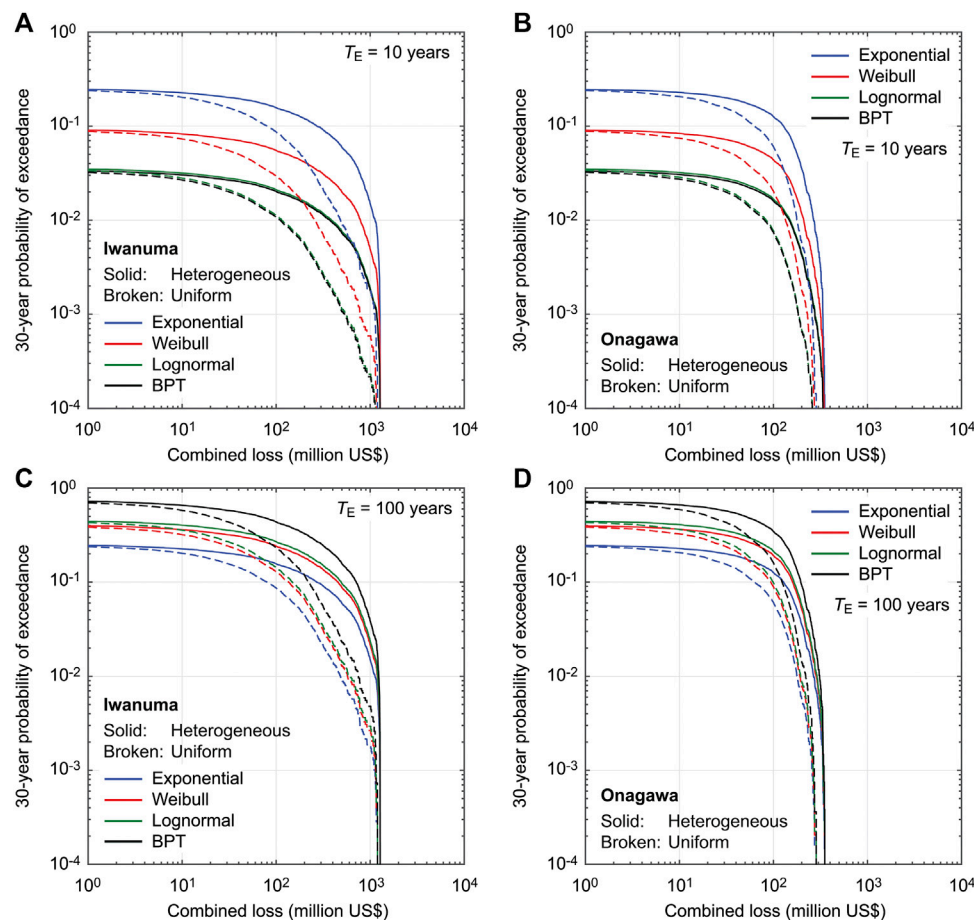 A
10⁰
10⁻¹
10⁻²
10⁻³
10⁻⁴
30-year probability of exceedance
T_E = 10 years
Iwanuma
Solid: Heterogeneous
Broken: Uniform
Exponential
Weibull
Lognormal
BPT
10⁰ 10¹ 10² 10³ 10⁴
Combined loss (million US$)
B
10⁰
10⁻¹
10⁻²
10⁻³
10⁻⁴
30-year probability of exceedance
Exponential
Weibull
Lognormal
BPT
T_E = 10 years
Onagawa
Solid: Heterogeneous
Broken: Uniform
10⁰ 10¹ 10² 10³ 10⁴
Combined loss (million US$)
C
10⁰
10⁻¹
10⁻²
10⁻³
10⁻⁴
30-year probability of exceedance
T_E = 100 years
Iwanuma
Solid: Heterogeneous
Broken: Uniform
Exponential
Weibull
Lognormal
BPT
10⁰ 10¹ 10² 10³ 10⁴
Combined loss (million US$)
D
10⁰
10⁻¹
10⁻²
10⁻³
10⁻⁴
30-year probability of exceedance
Exponential
Weibull
Lognormal
BPT
T_E = 100 years
Onagawa
Solid: Heterogeneous
Broken: Uniform
10⁰ 10¹ 10² 10³ 10⁴
Combined loss (million US$)